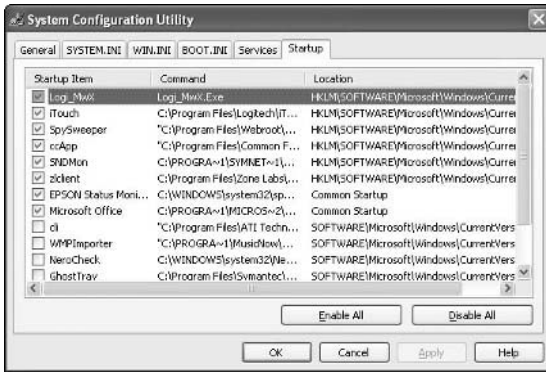 System Configuration Utility
General SYSTEM.INI WIN.INI BOOT.INI Services Startup
Startup Item Command Location
Logi_MwX Logi_MwX.Exe HKLM\SOFTWARE\Microsoft\Windows\Curre
iTouch C:\Program Files\Logitech\iT... HKLM\SOFTWARE\Microsoft\Windows\Curre
SpySweeper "C:\Program Files\Webroot\... HKLM\SOFTWARE\Microsoft\Windows\Curre
ccApp "C:\Program Files\Common F... HKLM\SOFTWARE\Microsoft\Windows\Curre
SNDMon C:\PROGRA~1\SYMNET~1\... HKLM\SOFTWARE\Microsoft\Windows\Curre
zlclient C:\Program Files\Zone Labs\... HKLM\SOFTWARE\Microsoft\Windows\Curre
EPSON Status Moni... C:\WINDOWS\system32\sp... Common Startup
Microsoft Office C:\PROGRA~1\MICROS~2\... Common Startup
cli "C:\Program Files\ATI Techn... SOFTWARE\Microsoft\Windows\CurrentVers
WMPImporter "C:\PROGRA~1\MusicNow\... SOFTWARE\Microsoft\Windows\CurrentVers
NeroCheck C:\WINDOWS\system32\Ne... SOFTWARE\Microsoft\Windows\CurrentVers
GhostTray C:\Program Files\Symantec\... SOFTWARE\Microsoft\Windows\CurrentVers
Enable All Disable All
OK Cancel Apply Help